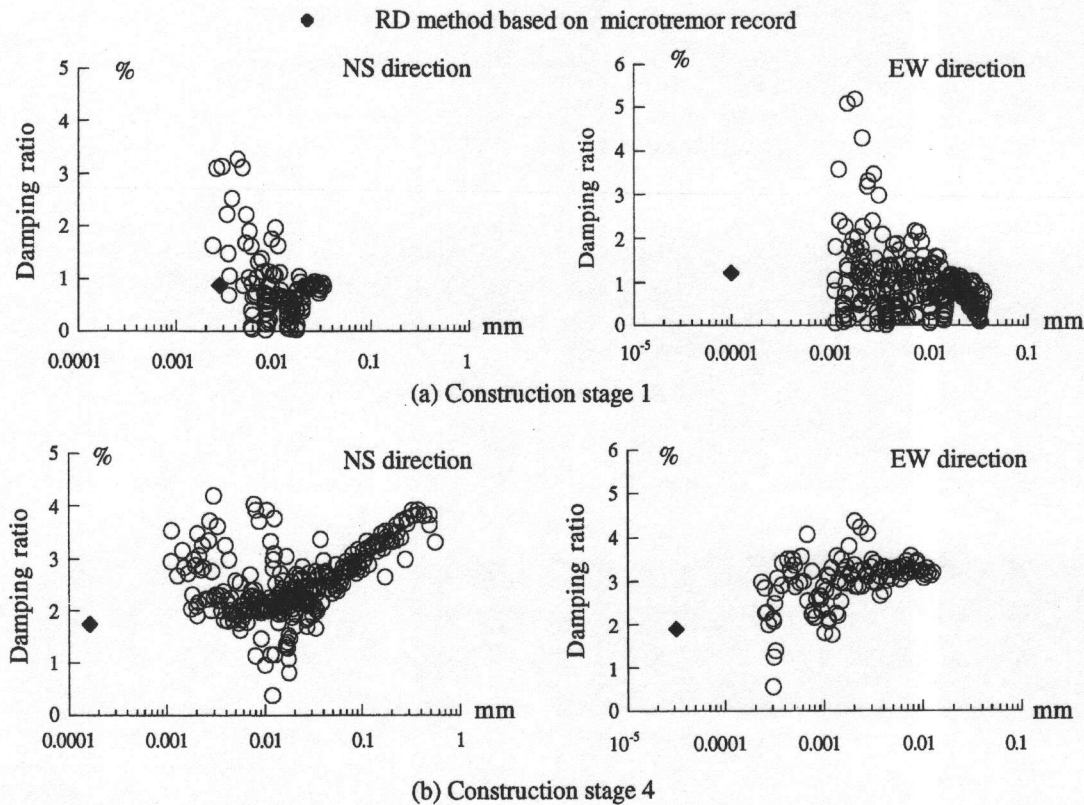 ◆ RD method based on microtremor record
% NS direction
5
4
3
2
1
0
Damping ratio
0.0001 0.001 0.01 0.1 1 mm
% EW direction
6
5
4
3
2
1
0
Damping ratio
10⁻⁵ 0.0001 0.001 0.01 0.1 mm
(a) Construction stage 1
% NS direction
5
4
3
2
1
0
Damping ratio
0.0001 0.001 0.01 0.1 1 mm
% EW direction
6
5
4
3
2
1
0
Damping ratio
10⁻⁵ 0.0001 0.001 0.01 0.1 mm
(b) Construction stage 4